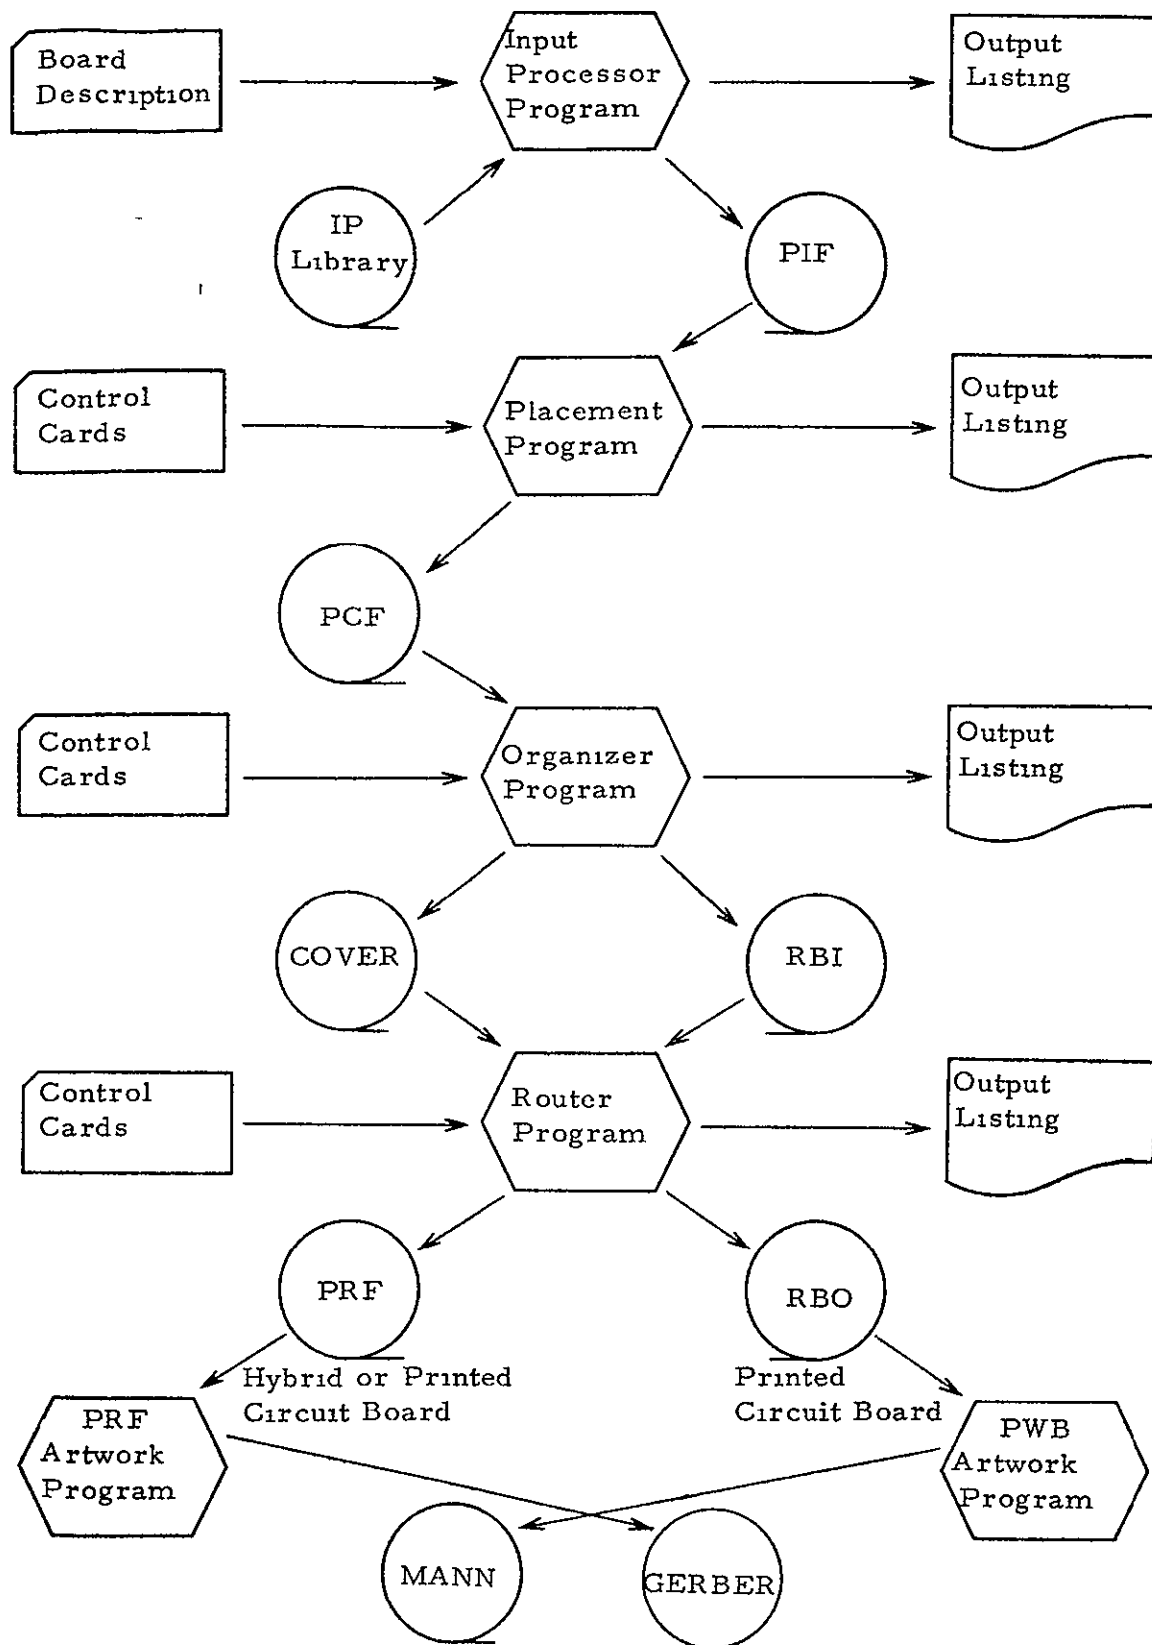 Board
Description
Input
Processor
Program
Output
Listing
IP
Library
PIF
Control
Cards
Placement
Program
Output
Listing
PCF
Control
Cards
Organizer
Program
Output
Listing
COVER
RBI
Control
Cards
Router
Program
Output
Listing
PRF
RBO
Hybrid or Printed
Circuit Board
Printed
Circuit Board
PRF
Artwork
Program
PWB
Artwork
Program
MANN
GERBER